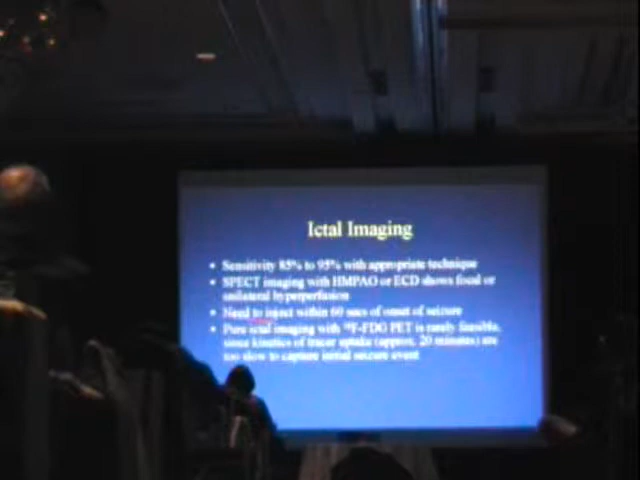 Ictal Imaging
• Sensitivity 85% to 95% with appropriate technique
• SPECT imaging with HMPAO or ECD shows focal or
unilateral hyperperfusion
• Need to inject within 60 secs of onset of seizure
• Pure ictal imaging with ¹⁸F-FDG PET is rarely feasible,
since kinetics of tracer uptake (approx. 20 minutes) are
too slow to capture initial seizure event